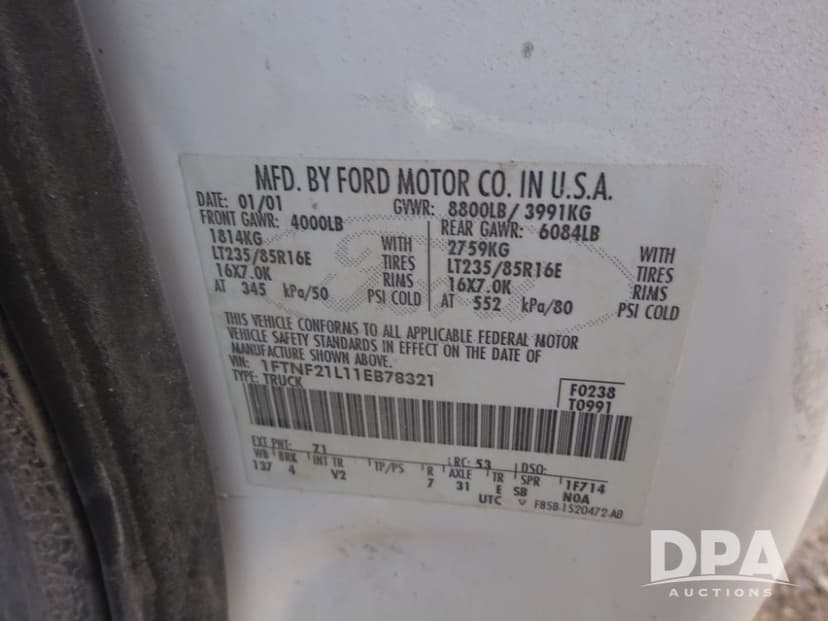 MFD. BY FORD MOTOR CO. IN U.S.A.
DATE: 01/01 GVWR: 8800LB/ 3991KG
FRONT GAWR: 4000LB REAR GAWR: 6084LB
1814KG WITH 2759KG WITH
LT235/85R16E TIRES LT235/85R16E TIRES
16X7.0K RIMS 16X7.0K RIMS
AT 345 kPa/50 PSI COLD AT 552 kPa/80 PSI COLD
THIS VEHICLE CONFORMS TO ALL APPLICABLE FEDERAL MOTOR
VEHICLE SAFETY STANDARDS IN EFFECT ON THE DATE OF
MANUFACTURE SHOWN ABOVE.
VIN: 1FTNF21L11EB78321
TYPE: TRUCK
F0238
T0991
EXT PNT: 71 RC: 53 DSO:
WB BRK INT TR TP/PS R AXLE TR SPR 1F714
137 4 V2 7 31 E SB N0A
UTC F85B-1520472-AB
Ford
DPA
AUCTIONS